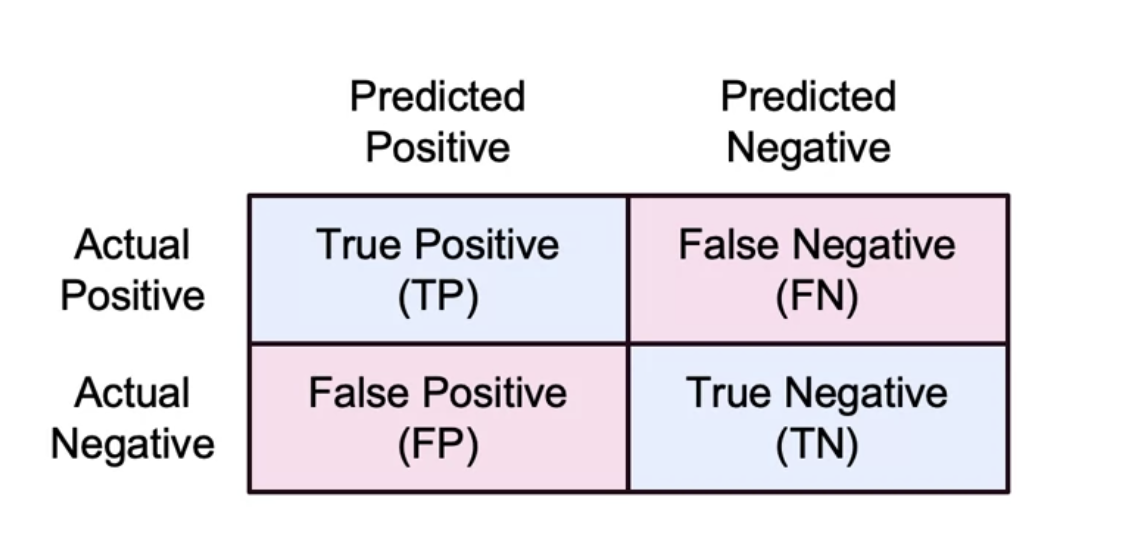 Predicted
Positive
Predicted
Negative
Actual
Positive
True Positive
(TP)
False Negative
(FN)
Actual
Negative
False Positive
(FP)
True Negative
(TN)